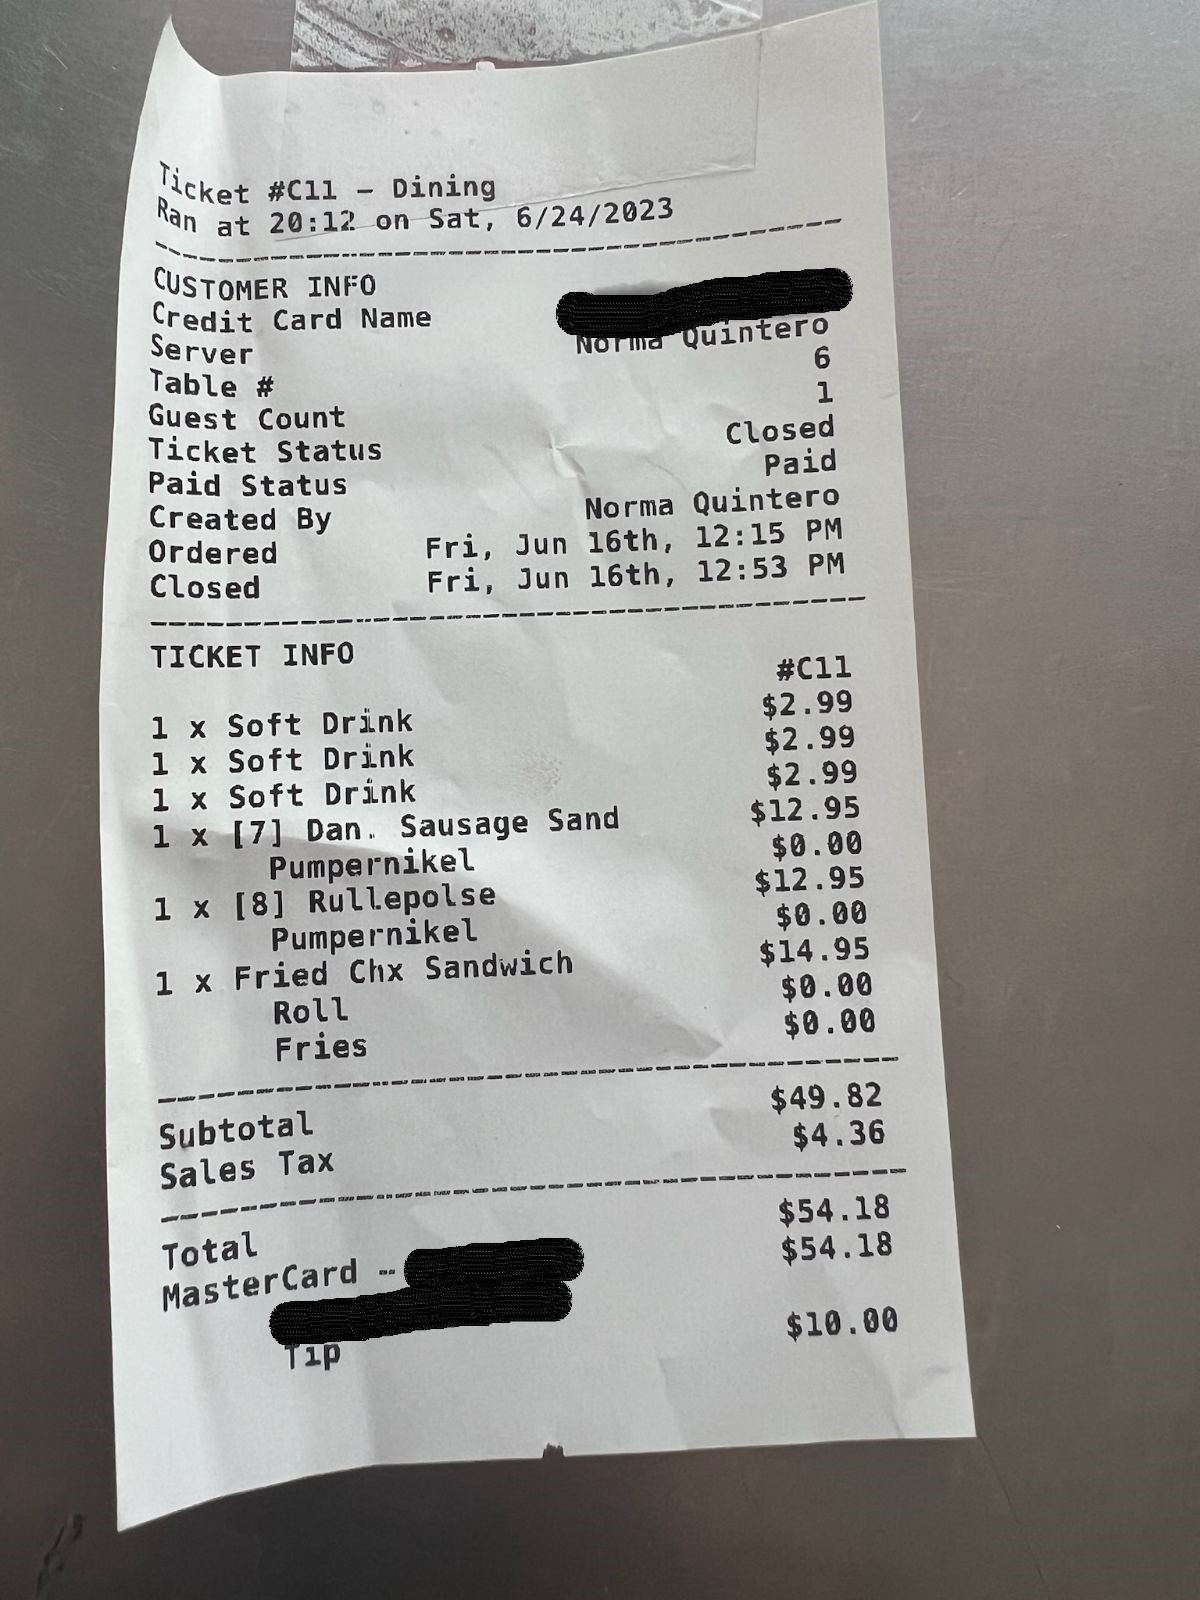 Ticket #C11 – Dining
Ran at 20:12 on Sat, 6/24/2023
CUSTOMER INFO
Credit Card Name
Server Norma Quintero
Table # 6
Guest Count 1
Ticket Status Closed
Paid Status Paid
Created By Norma Quintero
Ordered Fri, Jun 16th, 12:15 PM
Closed Fri, Jun 16th, 12:53 PM
TICKET INFO #C11
1 x Soft Drink $2.99
1 x Soft Drink $2.99
1 x Soft Drink $2.99
1 x [7] Dan. Sausage Sand $12.95
Pumpernikel $0.00
1 x [8] Rullepolse $12.95
Pumpernikel $0.00
1 x Fried Chx Sandwich $14.95
Roll $0.00
Fries $0.00
Subtotal $49.82
Sales Tax $4.36
Total $54.18
MasterCard – $54.18
Tip $10.00